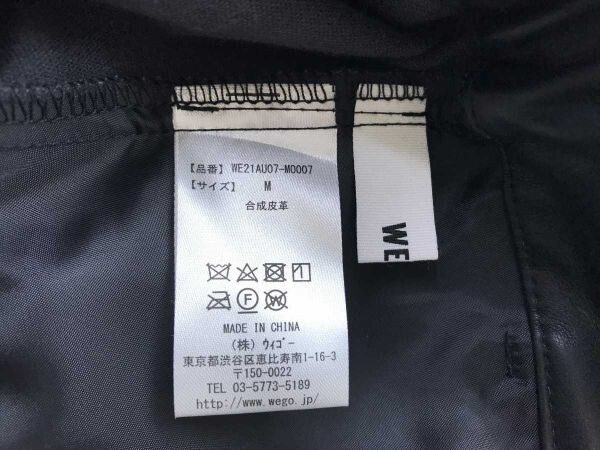 【品番】 WE21AU07-M0007
【サイズ】 M
合成皮革
F W
MADE IN CHINA
(株) ウィゴー
東京都渋谷区恵比寿南1-16-3
〒150-0022
TEL 03-5773-5189
http://www.wego.jp/
WE